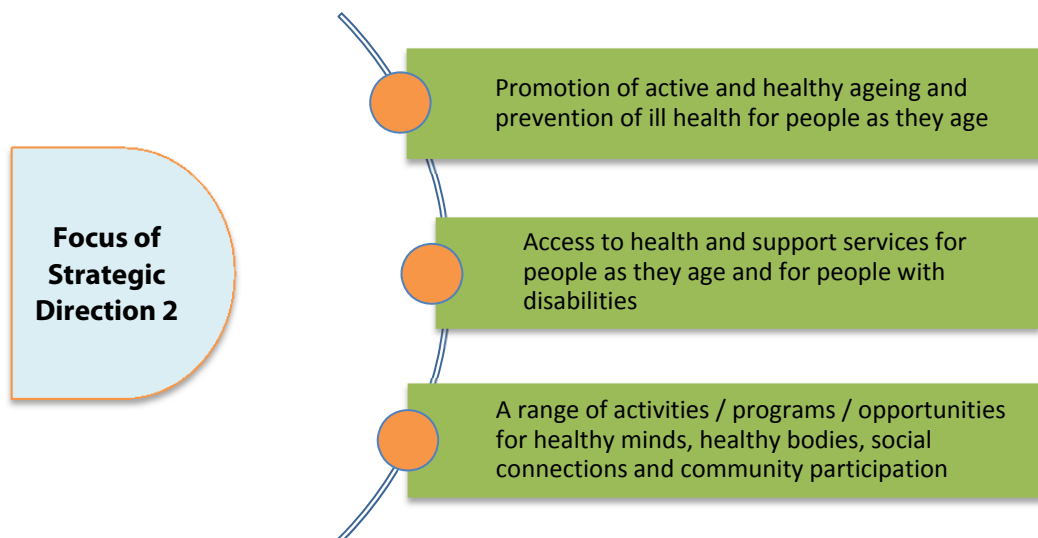 Promotion of active and healthy ageing and
prevention of ill health for people as they age
Focus of
Strategic
Direction 2
Access to health and support services for
people as they age and for people with
disabilities
A range of activities / programs / opportunities
for healthy minds, healthy bodies, social
connections and community participation